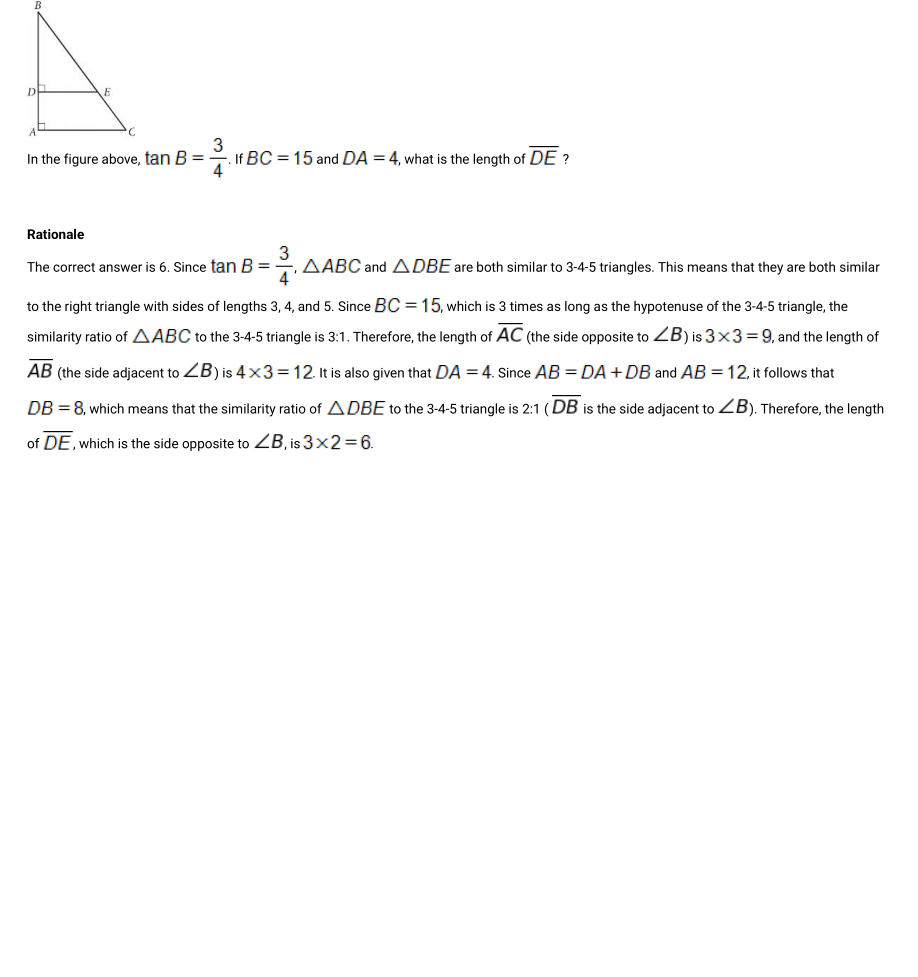 B
D E
A C
In the figure above, tan B = 3/4. If BC = 15 and DA = 4, what is the length of D̅E̅ ?
Rationale
The correct answer is 6. Since tan B = 3/4, △ABC and △DBE are both similar to 3-4-5 triangles. This means that they are both similar
to the right triangle with sides of lengths 3, 4, and 5. Since BC = 15, which is 3 times as long as the hypotenuse of the 3-4-5 triangle, the
similarity ratio of △ABC to the 3-4-5 triangle is 3:1. Therefore, the length of A̅C̅ (the side opposite to ∠B) is 3×3=9, and the length of
A̅B̅ (the side adjacent to ∠B) is 4×3=12. It is also given that DA = 4. Since AB = DA + DB and AB = 12, it follows that
DB = 8, which means that the similarity ratio of △DBE to the 3-4-5 triangle is 2:1 ( D̅B̅ is the side adjacent to ∠B). Therefore, the length
of D̅E̅, which is the side opposite to ∠B, is 3×2=6.